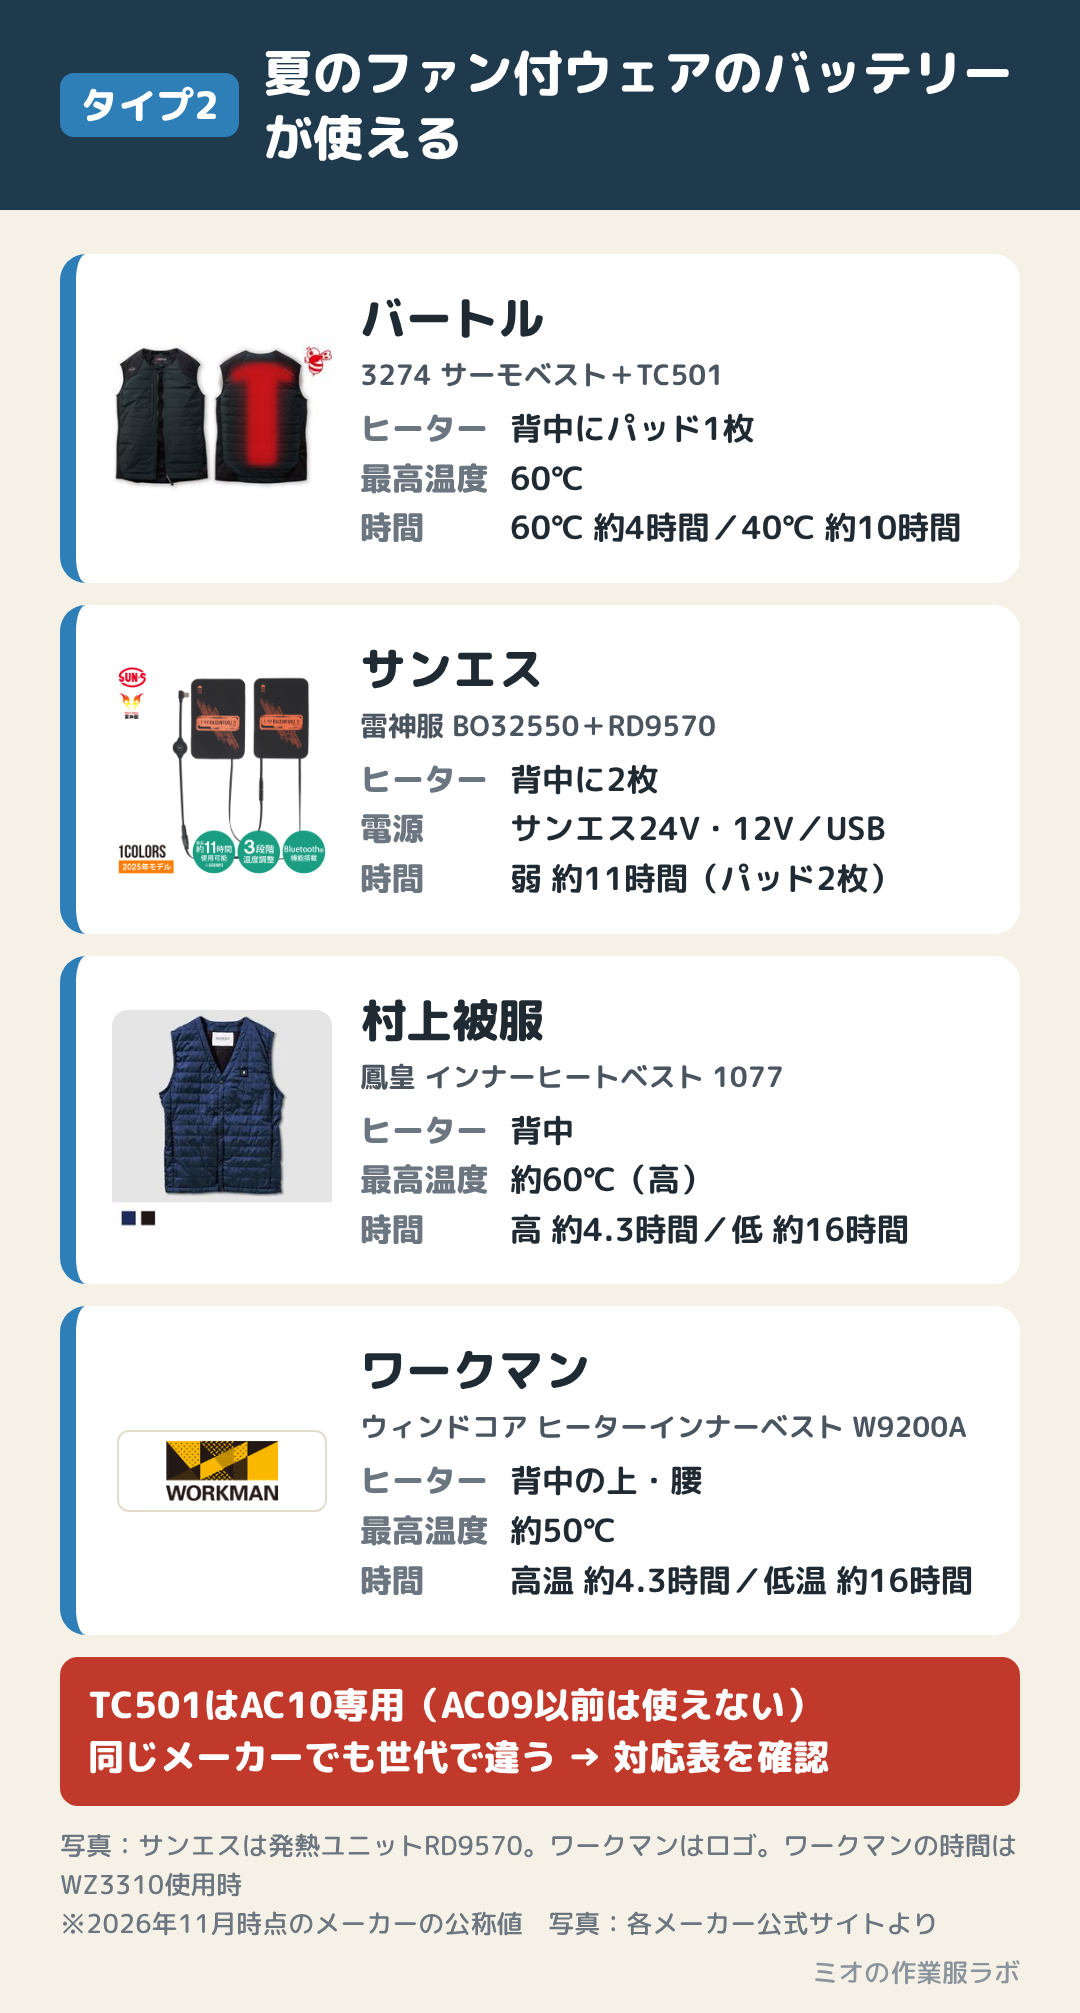 タイプ2
夏のファン付ウェアのバッテリー
が使える
バートル
3274 サーモベスト＋TC501
ヒーター 背中にパッド1枚
最高温度 60℃
時間 60℃ 約4時間／40℃ 約10時間
SUN-S
雷神服
約11時間
使用可能
3段階
温度調整
Bluetooth®
機能搭載
1COLORS
2025年モデル
サンエス
雷神服 BO32550＋RD9570
ヒーター 背中に2枚
電源 サンエス24V・12V／USB
時間 弱 約11時間（パッド2枚）
村上被服
鳳皇 インナーヒートベスト 1077
ヒーター 背中
最高温度 約60℃（高）
時間 高 約4.3時間／低 約16時間
WORKMAN
ワークマン
ウィンドコア ヒーターインナーベスト W9200A
ヒーター 背中の上・腰
最高温度 約50℃
時間 高温 約4.3時間／低温 約16時間
TC501はAC10専用（AC09以前は使えない）
同じメーカーでも世代で違う → 対応表を確認
写真：サンエスは発熱ユニットRD9570。ワークマンはロゴ。ワークマンの時間は
WZ3310使用時
※2026年11月時点のメーカーの公称値　写真：各メーカー公式サイトより
ミオの作業服ラボ